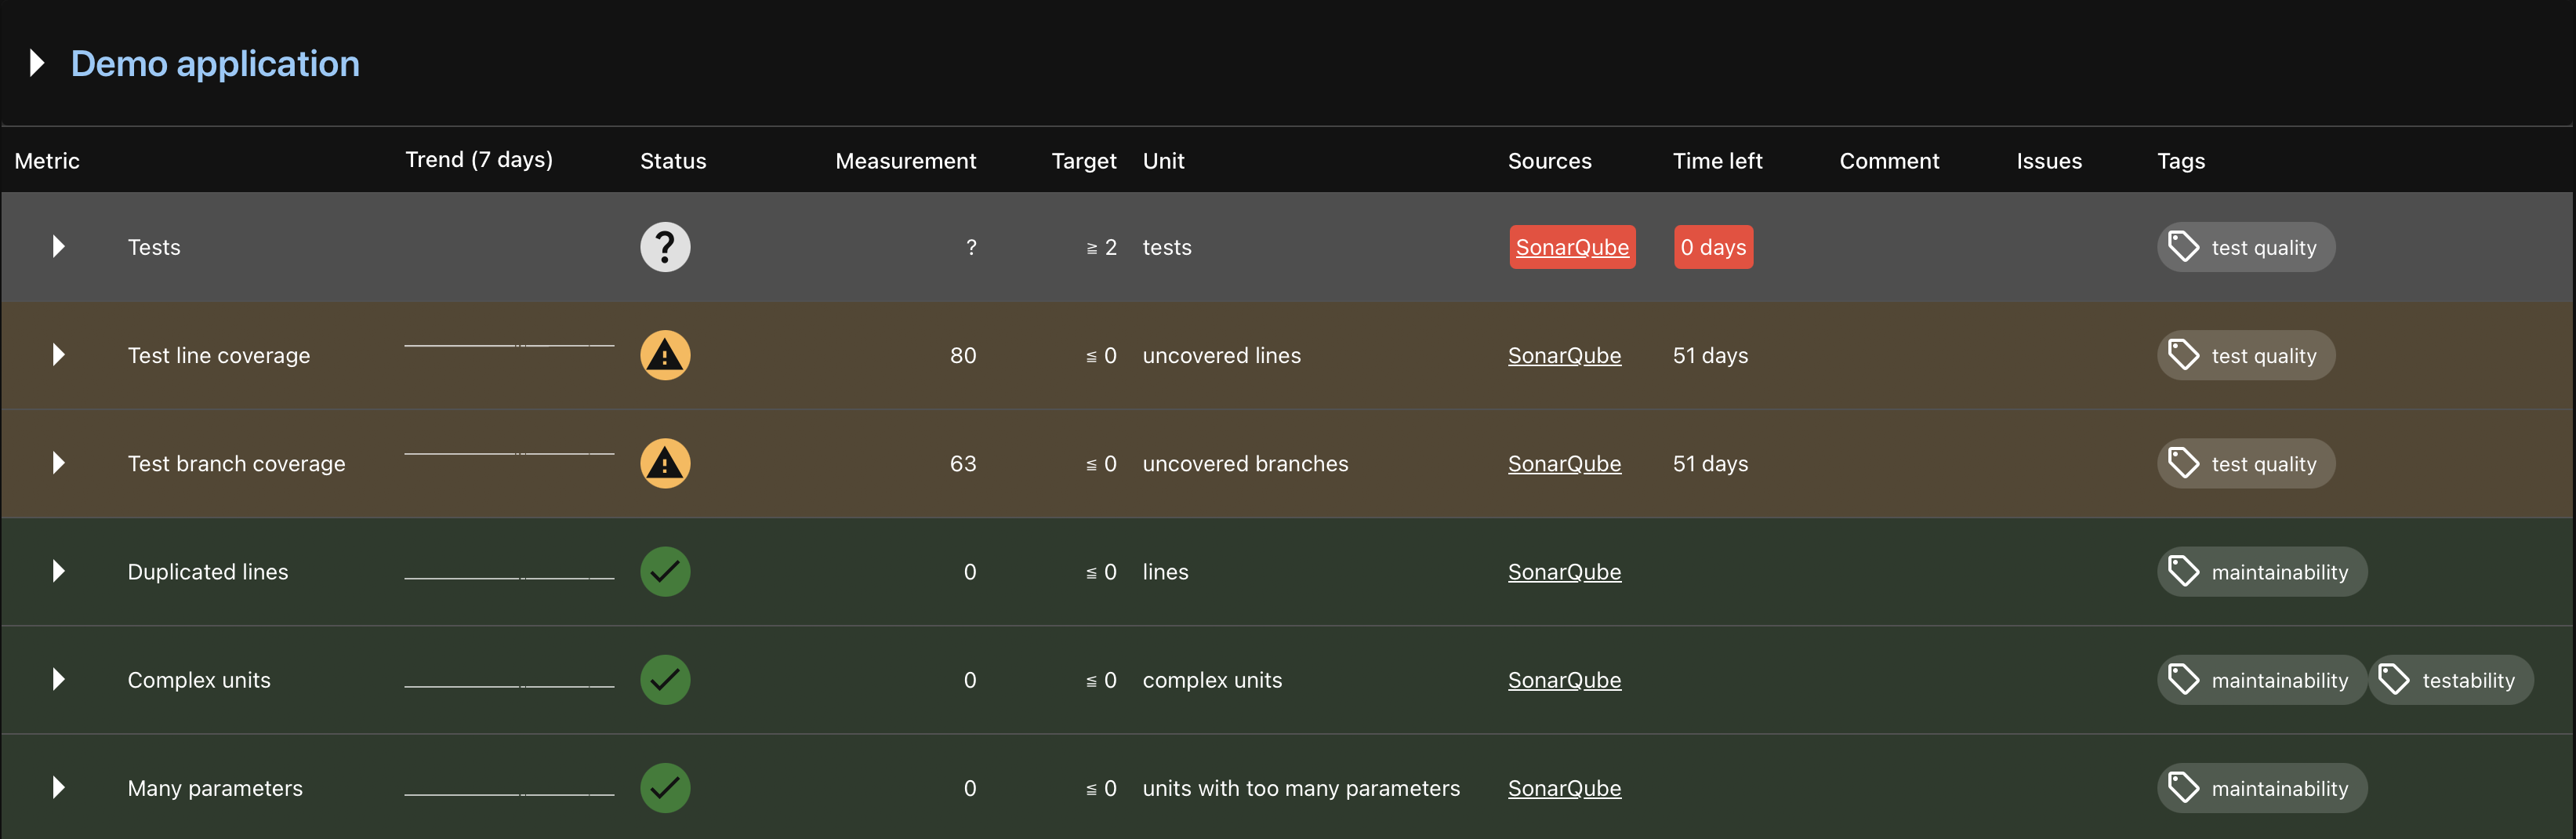 Demo application
Metric Trend (7 days) Status Measurement Target Unit Sources Time left Comment Issues Tags
Tests ? ? ≧ 2 tests SonarQube 0 days test quality
Test line coverage 80 ≦ 0 uncovered lines SonarQube 51 days test quality
Test branch coverage 63 ≦ 0 uncovered branches SonarQube 51 days test quality
Duplicated lines 0 ≦ 0 lines SonarQube maintainability
Complex units 0 ≦ 0 complex units SonarQube maintainability testability
Many parameters 0 ≦ 0 units with too many parameters SonarQube maintainability